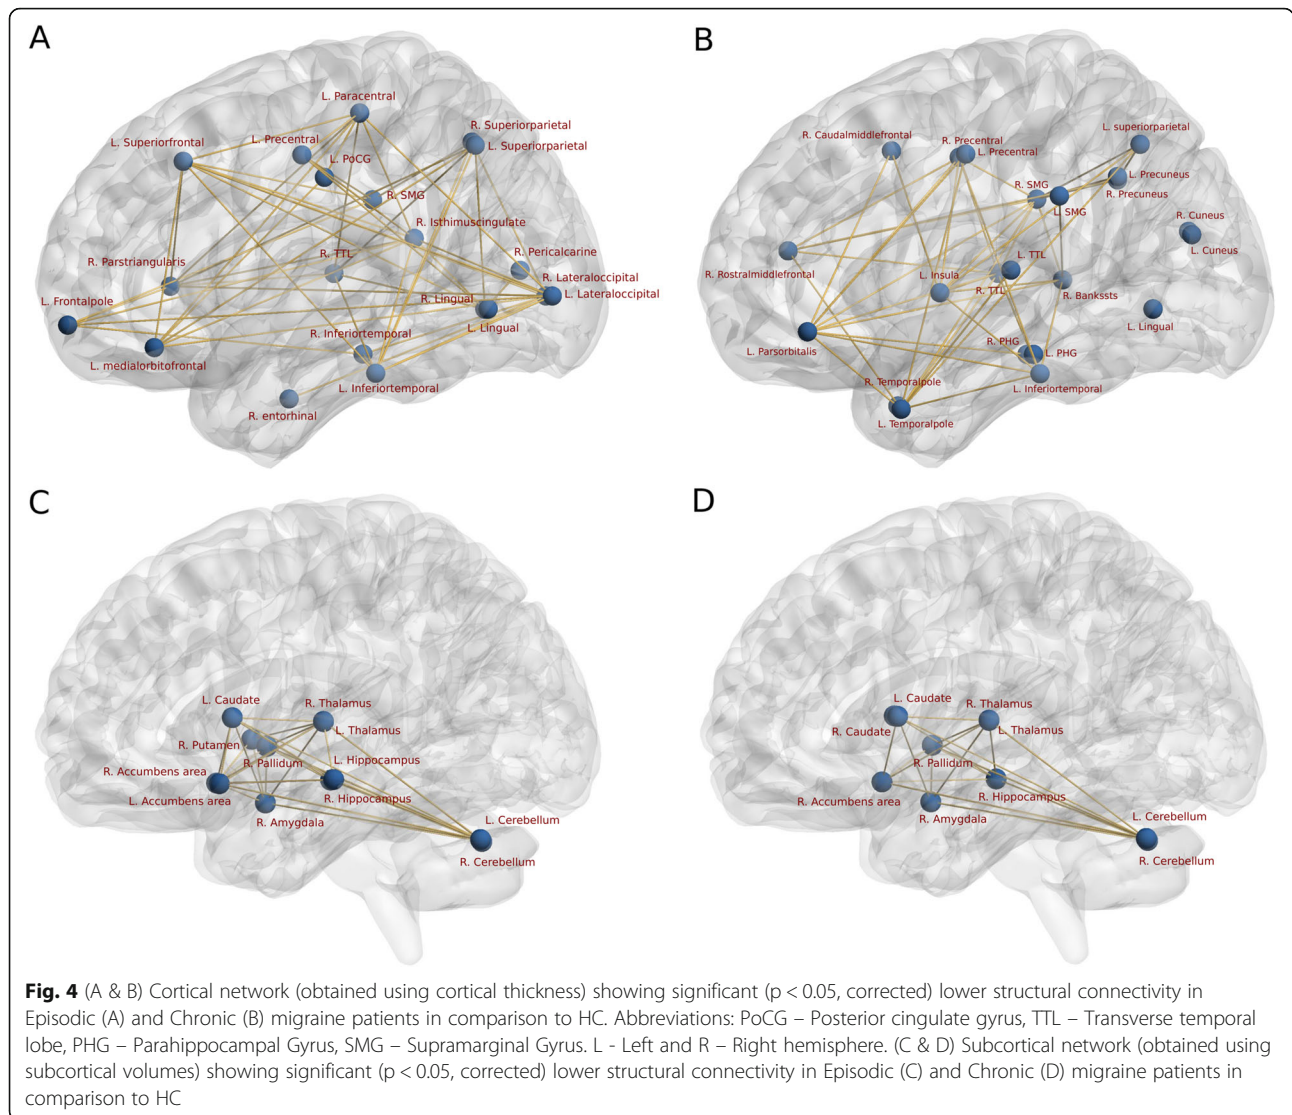 A
L. Paracentral
R. Superiorparietal
L. Superiorfrontal
L. Precentral
L. Superiorparietal
L. PoCG
R. SMG
R. Isthimuscingulate
R. Parstriangularis
R. TTL
R. Pericalcarine
R. Lateraloccipital
L. Frontalpole
R. Lingual
L. Lateraloccipital
R. Inferiortemporal
L. Lingual
L. medialorbitofrontal
L. Inferiortemporal
R. entorhinal
B
R. Caudalmiddlefrontal
R. Precentral
L. superiorparietal
L. Precentral
L. Precuneus
R. SMG
R. Precuneus
L. SMG
R. Cuneus
L. Cuneus
L. TTL
R. Rostralmiddlefrontal
L. Insula
R. TTL
R. Bankssts
L. Lingual
R. PHG
L. Parsorbitalis
L. PHG
R. Temporalpole
L. Inferiortemporal
L. Temporalpole
C
L. Caudate
R. Thalamus
L. Thalamus
R. Putamen
R. Pallidum
L. Hippocampus
R. Accumbens area
L. Accumbens area
R. Hippocampus
R. Amygdala
L. Cerebellum
R. Cerebellum
D
L. Caudate
R. Thalamus
R. Caudate
L. Thalamus
R. Pallidum
R. Accumbens area
R. Hippocampus
R. Amygdala
L. Cerebellum
R. Cerebellum
Fig. 4 (A & B) Cortical network (obtained using cortical thickness) showing significant (p < 0.05, corrected) lower structural connectivity in
Episodic (A) and Chronic (B) migraine patients in comparison to HC. Abbreviations: PoCG – Posterior cingulate gyrus, TTL – Transverse temporal
lobe, PHG – Parahippocampal Gyrus, SMG – Supramarginal Gyrus. L - Left and R – Right hemisphere. (C & D) Subcortical network (obtained using
subcortical volumes) showing significant (p < 0.05, corrected) lower structural connectivity in Episodic (C) and Chronic (D) migraine patients in
comparison to HC